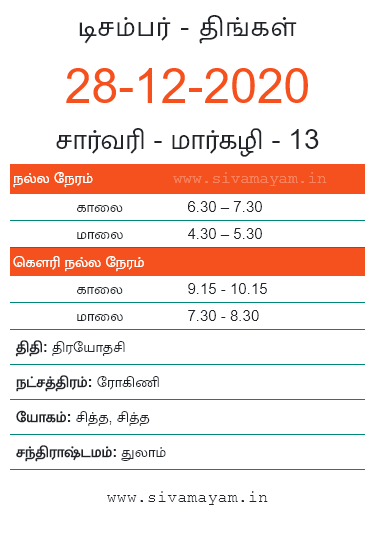 டிசம்பர் - திங்கள்
28-12-2020
சார்வரி - மார்கழி - 13
நல்ல நேரம் www.sivamayam.in
காலை 6.30 – 7.30
மாலை 4.30 – 5.30
கௌரி நல்ல நேரம்
காலை 9.15 - 10.15
மாலை 7.30 - 8.30
திதி: திரயோதசி
நட்சத்திரம்: ரோகிணி
யோகம்: சித்த, சித்த
சந்திராஷ்டமம்: துலாம்
www.sivamayam.in